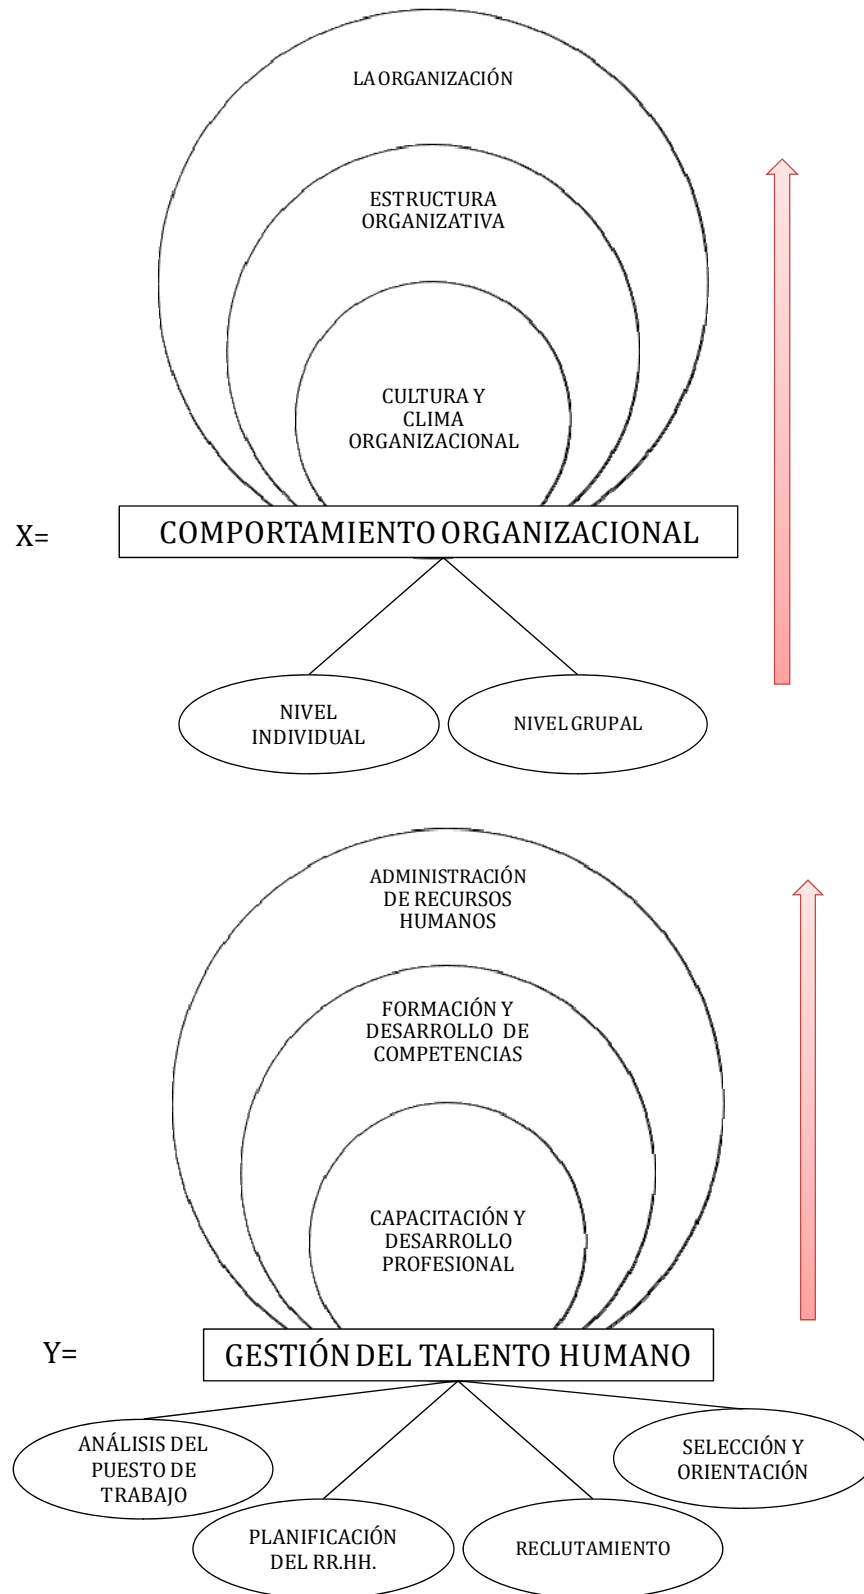 LA ORGANIZACIÓN
ESTRUCTURA
ORGANIZATIVA
CULTURA Y
CLIMA
ORGANIZACIONAL
X=
COMPORTAMIENTO ORGANIZACIONAL
NIVEL
INDIVIDUAL
NIVEL GRUPAL
ADMINISTRACIÓN
DE RECURSOS
HUMANOS
FORMACIÓN Y
DESARROLLO DE
COMPETENCIAS
CAPACITACIÓN Y
DESARROLLO
PROFESIONAL
Y=
GESTIÓN DEL TALENTO HUMANO
ANÁLISIS DEL
PUESTO DE
TRABAJO
PLANIFICACIÓN
DEL RR.HH.
RECLUTAMIENTO
SELECCIÓN Y
ORIENTACIÓN